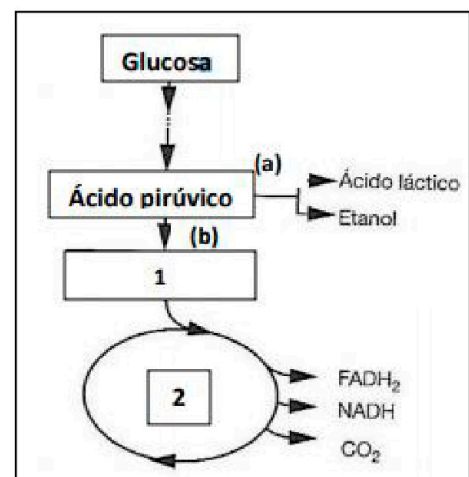 Glucosa
(a)
Ácido pirúvico
Ácido láctico
Etanol
(b)
1
2
FADH₂
NADH
CO₂